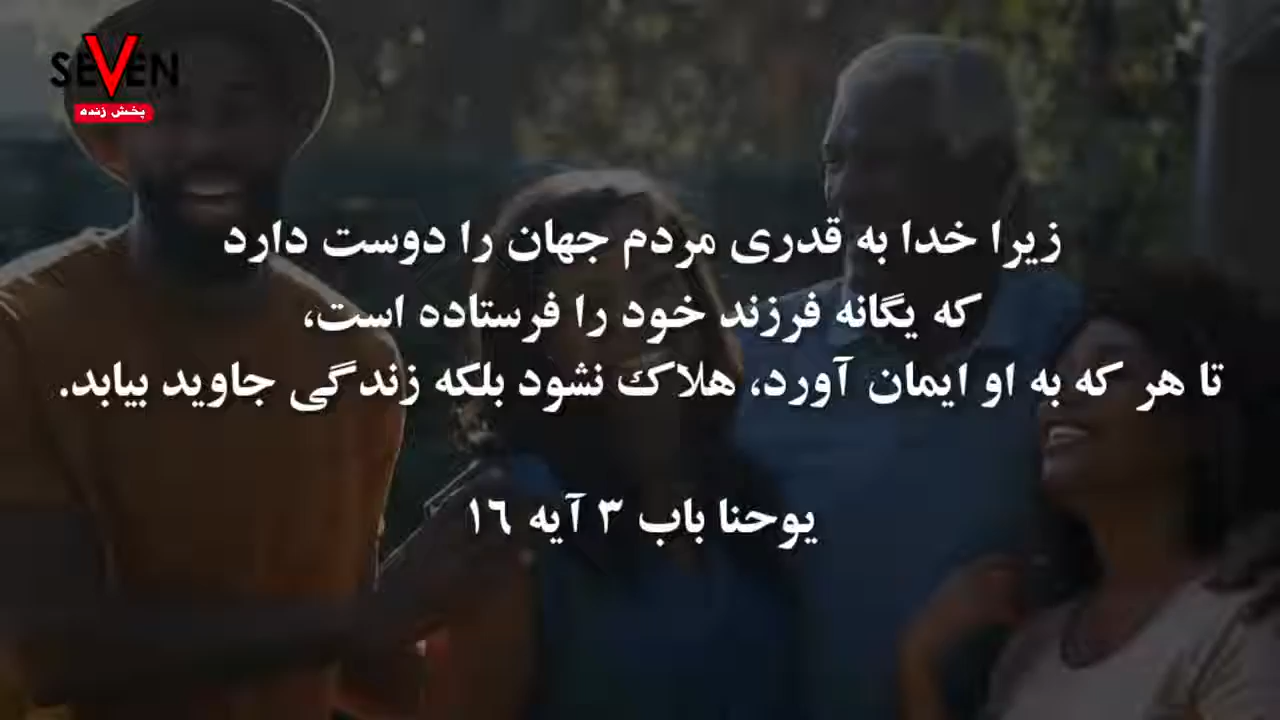 SEVEN
پخش زنده
زیرا خدا به قدری مردم جهان را دوست دارد
که یگانه فرزند خود را فرستاده است،
تا هر که به او ایمان آورد، هلاک نشود بلکه زندگی جاوید بیابد.
یوحنا باب ۳ آیه ١٦